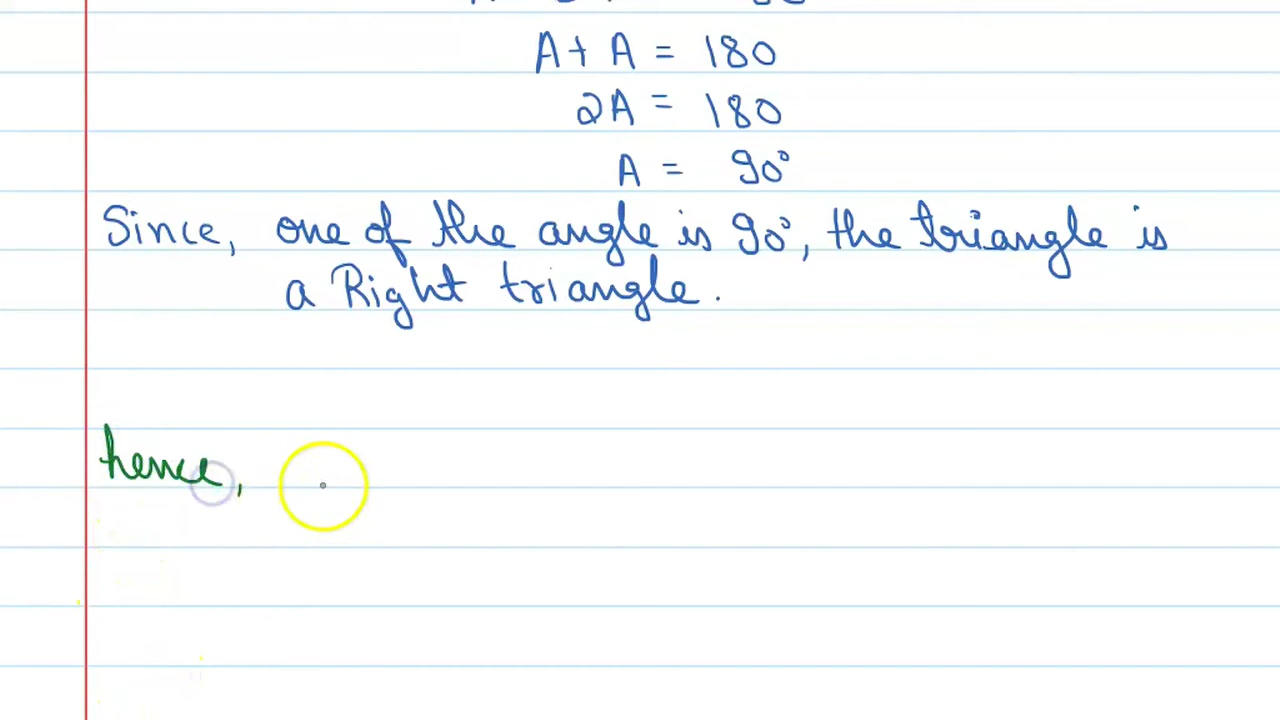 A + A = 180
2A = 180
A = 90°
Since, one of the angle is 90°, the triangle is
a Right triangle.
hence,